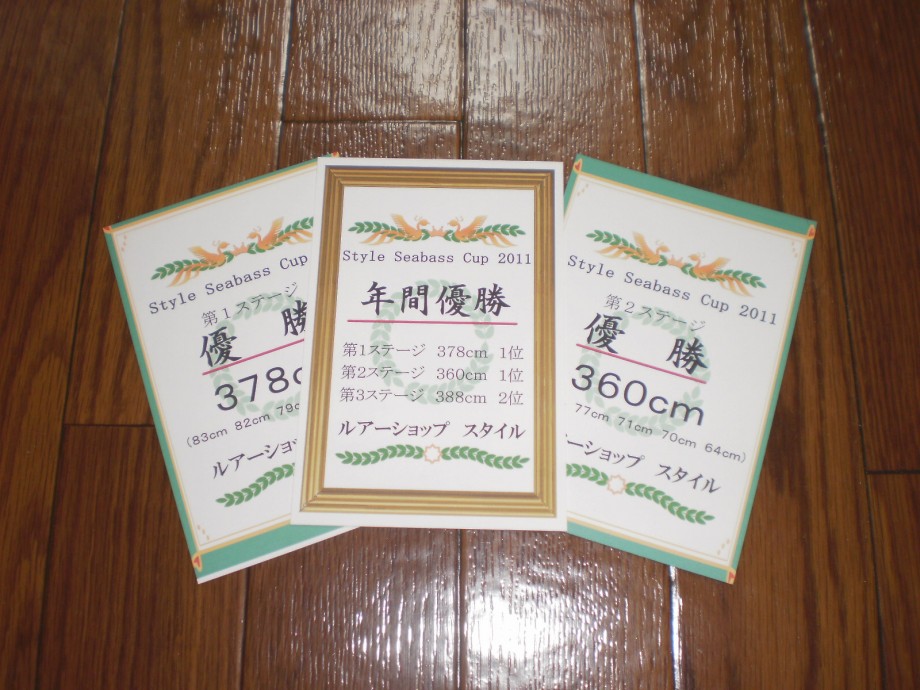 Style Seabass Cup
第1ステージ
優 勝
378c
(83cm 82cm 79c
ルアーショップ
Style Seabass Cup 2011
年間優勝
第1ステージ 378cm 1位
第2ステージ 360cm 1位
第3ステージ 388cm 2位
ルアーショップ スタイル
Style Seabass Cup 2011
第2ステージ
優 勝
360cm
77cm 71cm 70cm 64cm)
アーショップ スタイル